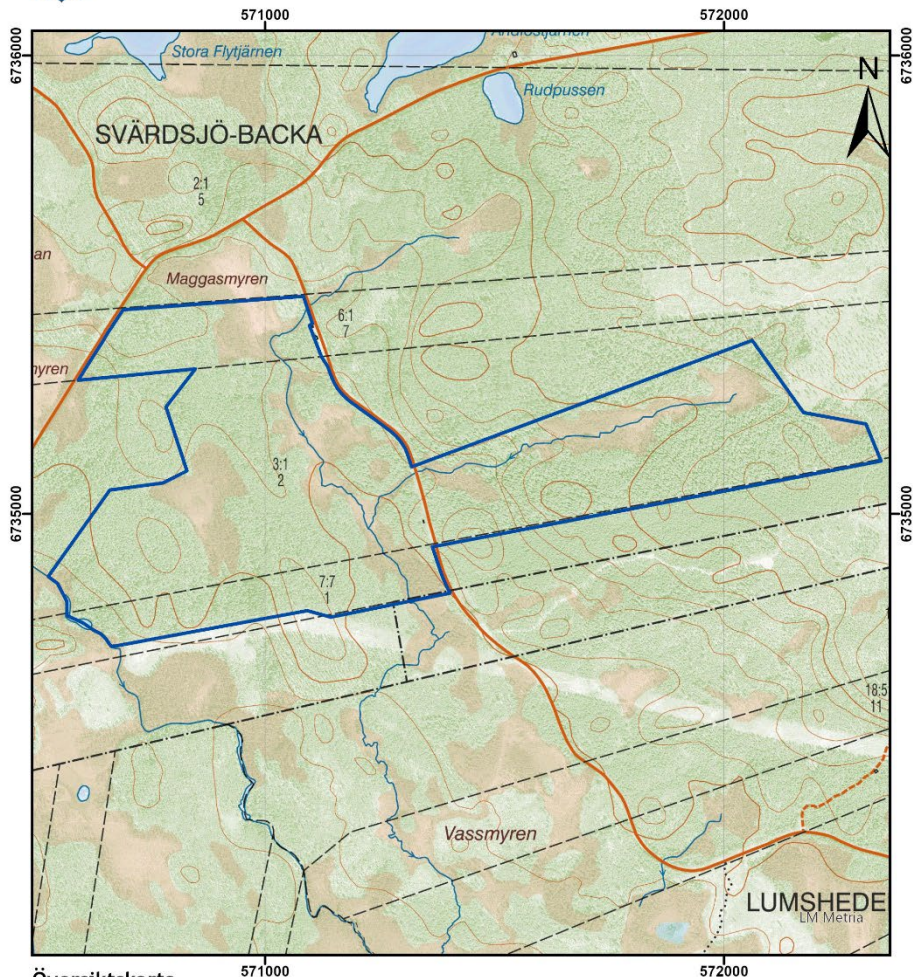 571000
572000
6736000
6736000
Stora Flytjärnen
Rudpussen
N
SVÄRDSJÖ-BACKA
2:1
5
an
Maggasmyren
6:1
7
myren
3:1
2
6735000
6735000
7:7
1
18:5
11
Vassmyren
LUMSHEDE
LM Metria
571000
572000
Översiktskarta